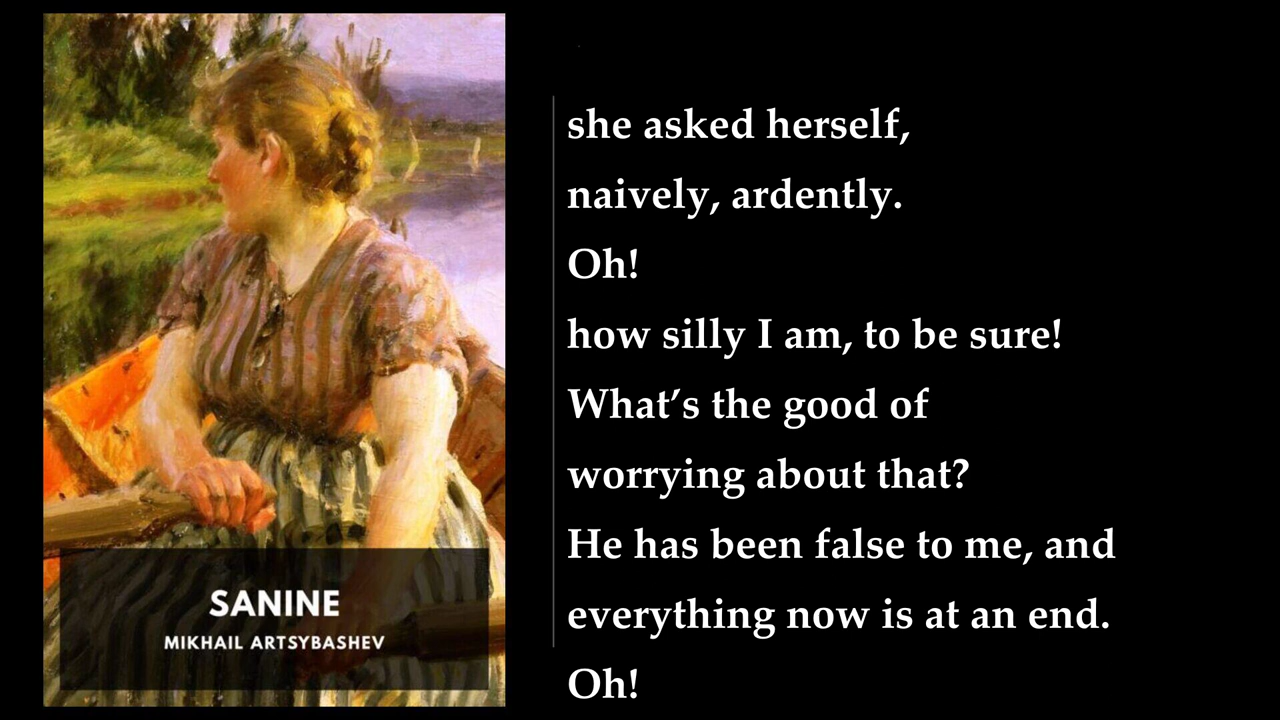 SANINE
MIKHAIL ARTSYBASHEV
she asked herself,
naively, ardently.
Oh!
how silly I am, to be sure!
What’s the good of
worrying about that?
He has been false to me, and
everything now is at an end.
Oh!